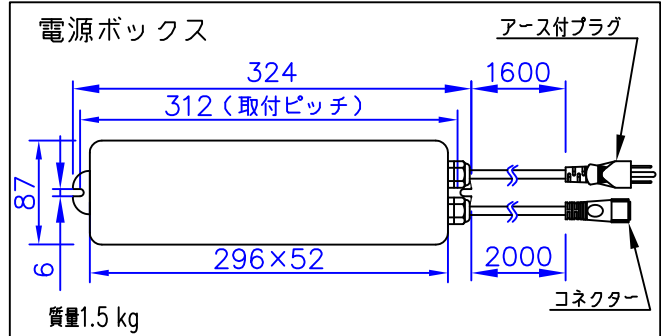 電源ボックス
アース付プラグ
324
1600
312(取付ピッチ)
87
6
296×52
2000
コネクター
質量1.5 kg